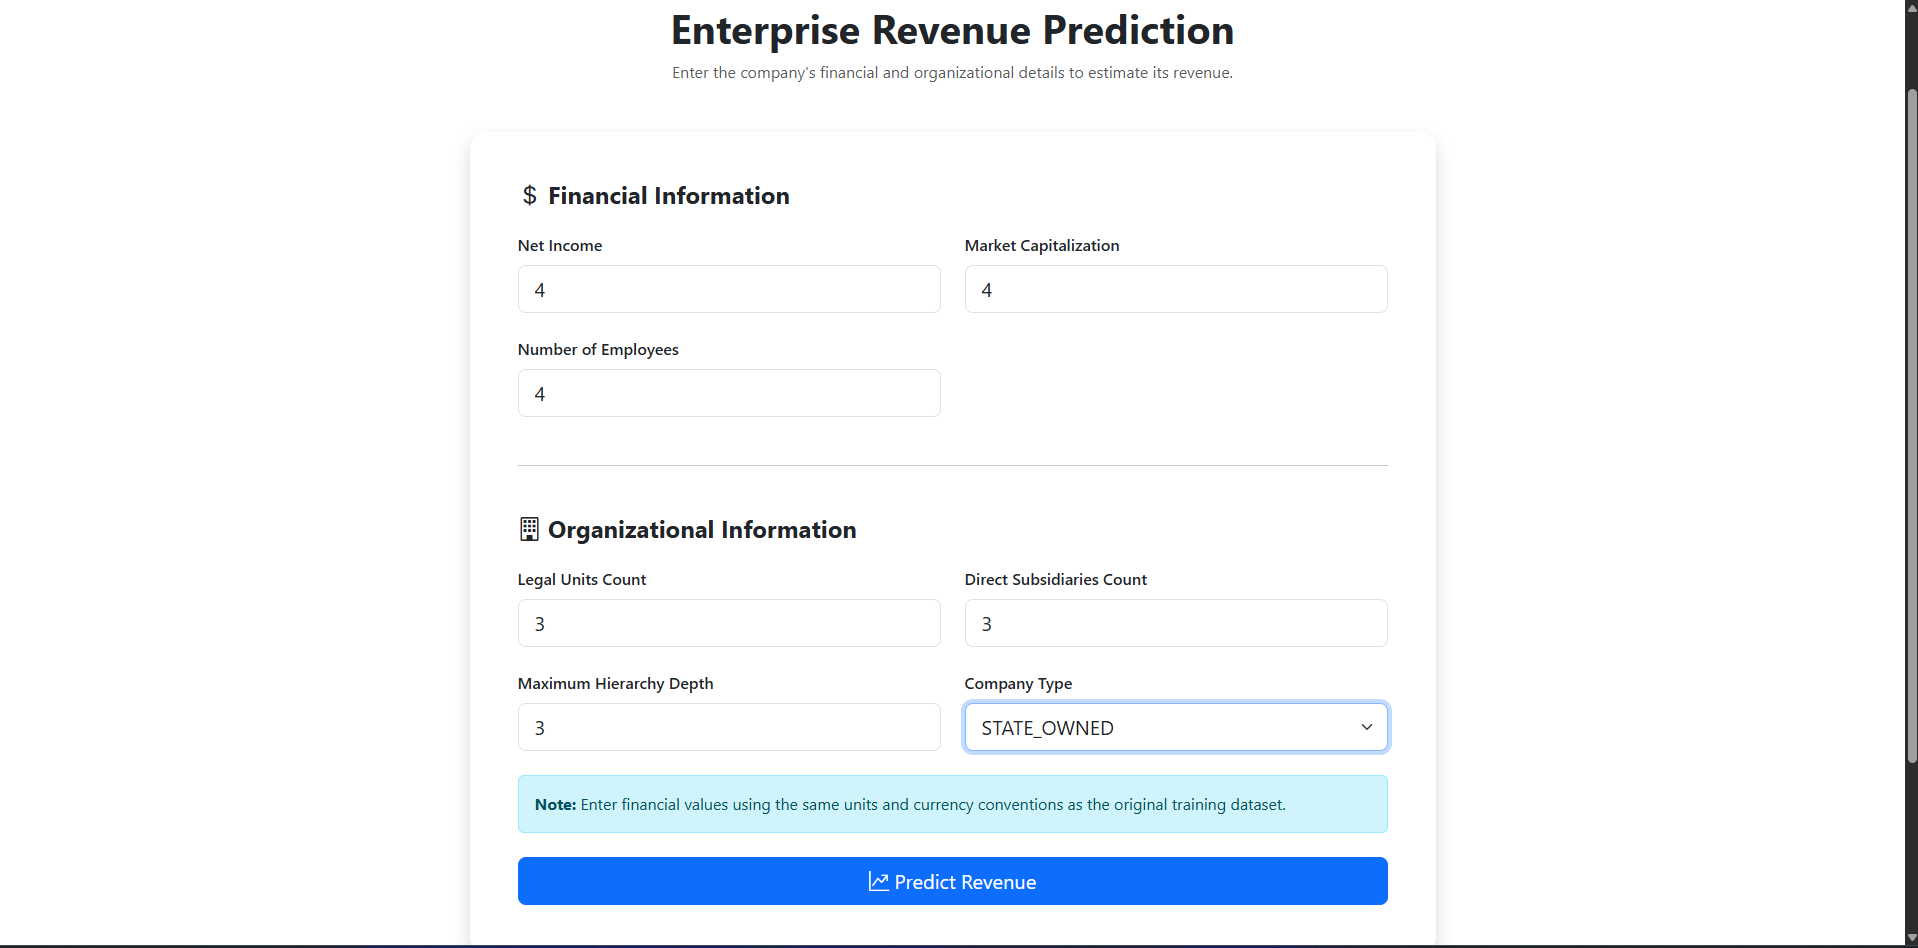 Enterprise Revenue Prediction
Enter the company's financial and organizational details to estimate its revenue.
$ Financial Information
Net Income
4
Market Capitalization
4
Number of Employees
4
Organizational Information
Legal Units Count
3
Direct Subsidiaries Count
3
Maximum Hierarchy Depth
3
Company Type
STATE_OWNED
Note: Enter financial values using the same units and currency conventions as the original training dataset.
Predict Revenue